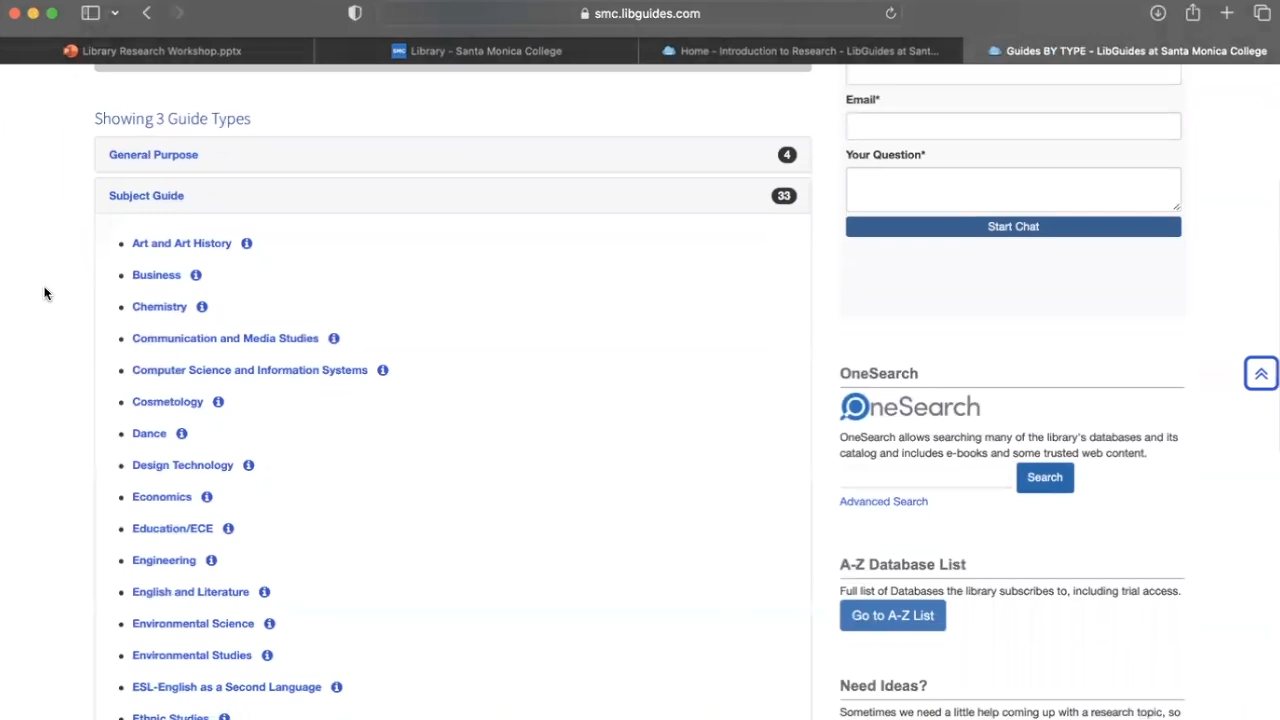 smc.libguides.com
Library Research Workshop.pptx
SMC Library - Santa Monica College
Home - Introduction to Research - LibGuides at Sant...
Guides BY TYPE - LibGuides at Santa Monica College
Showing 3 Guide Types
General Purpose 4
Subject Guide 33
Art and Art History
Business
Chemistry
Communication and Media Studies
Computer Science and Information Systems
Cosmetology
Dance
Design Technology
Economics
Education/ECE
Engineering
English and Literature
Environmental Science
Environmental Studies
ESL-English as a Second Language
Ethnic Studies
Email*
Your Question*
Start Chat
OneSearch
OneSearch
OneSearch allows searching many of the library's databases and its
catalog and includes e-books and some trusted web content.
Search
Advanced Search
A-Z Database List
Full list of Databases the library subscribes to, including trial access.
Go to A-Z List
Need Ideas?
Sometimes we need a little help coming up with a research topic, so